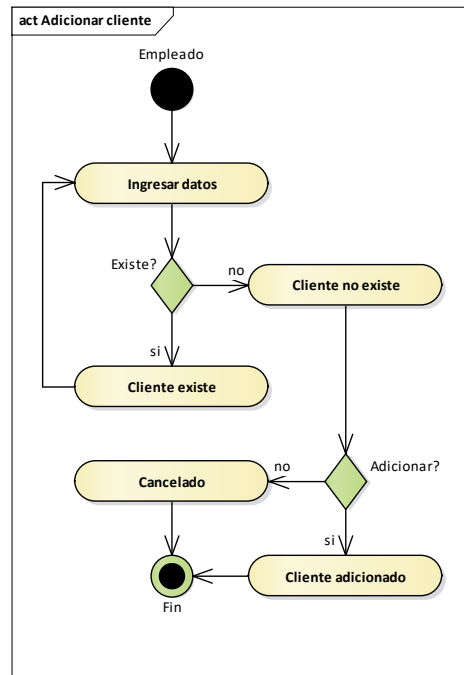 act Adicionar cliente
Empleado
Ingresar datos
Existe?
no
Cliente no existe
si
Cliente existe
Adicionar?
no
Cancelado
si
Cliente adicionado
Fin